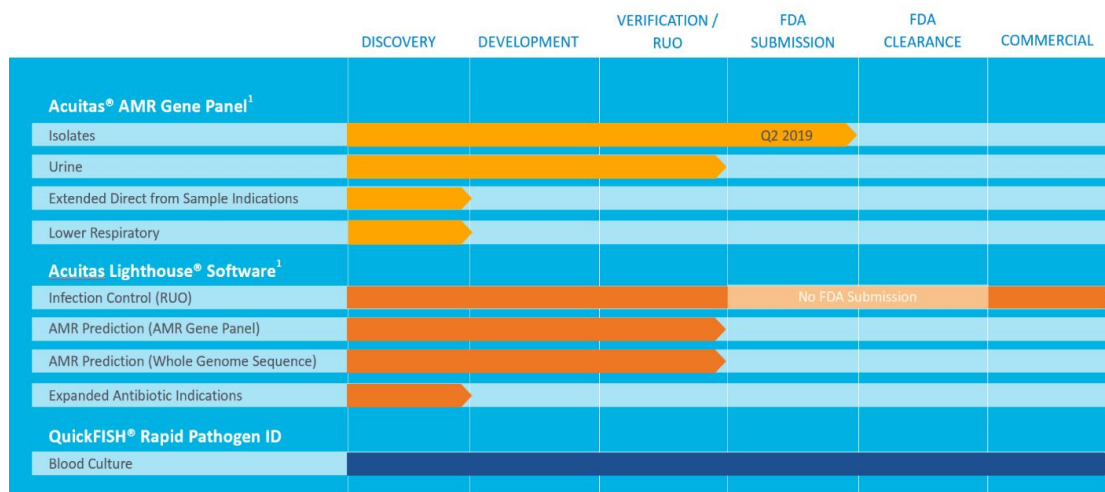 DISCOVERY DEVELOPMENT VERIFICATION / RUO FDA SUBMISSION FDA CLEARANCE COMMERCIAL
Acuitas® AMR Gene Panel¹
Isolates Q2 2019
Urine
Extended Direct from Sample Indications
Lower Respiratory
Acuitas Lighthouse® Software¹
Infection Control (RUO) No FDA Submission
AMR Prediction (AMR Gene Panel)
AMR Prediction (Whole Genome Sequence)
Expanded Antibiotic Indications
QuickFISH® Rapid Pathogen ID
Blood Culture